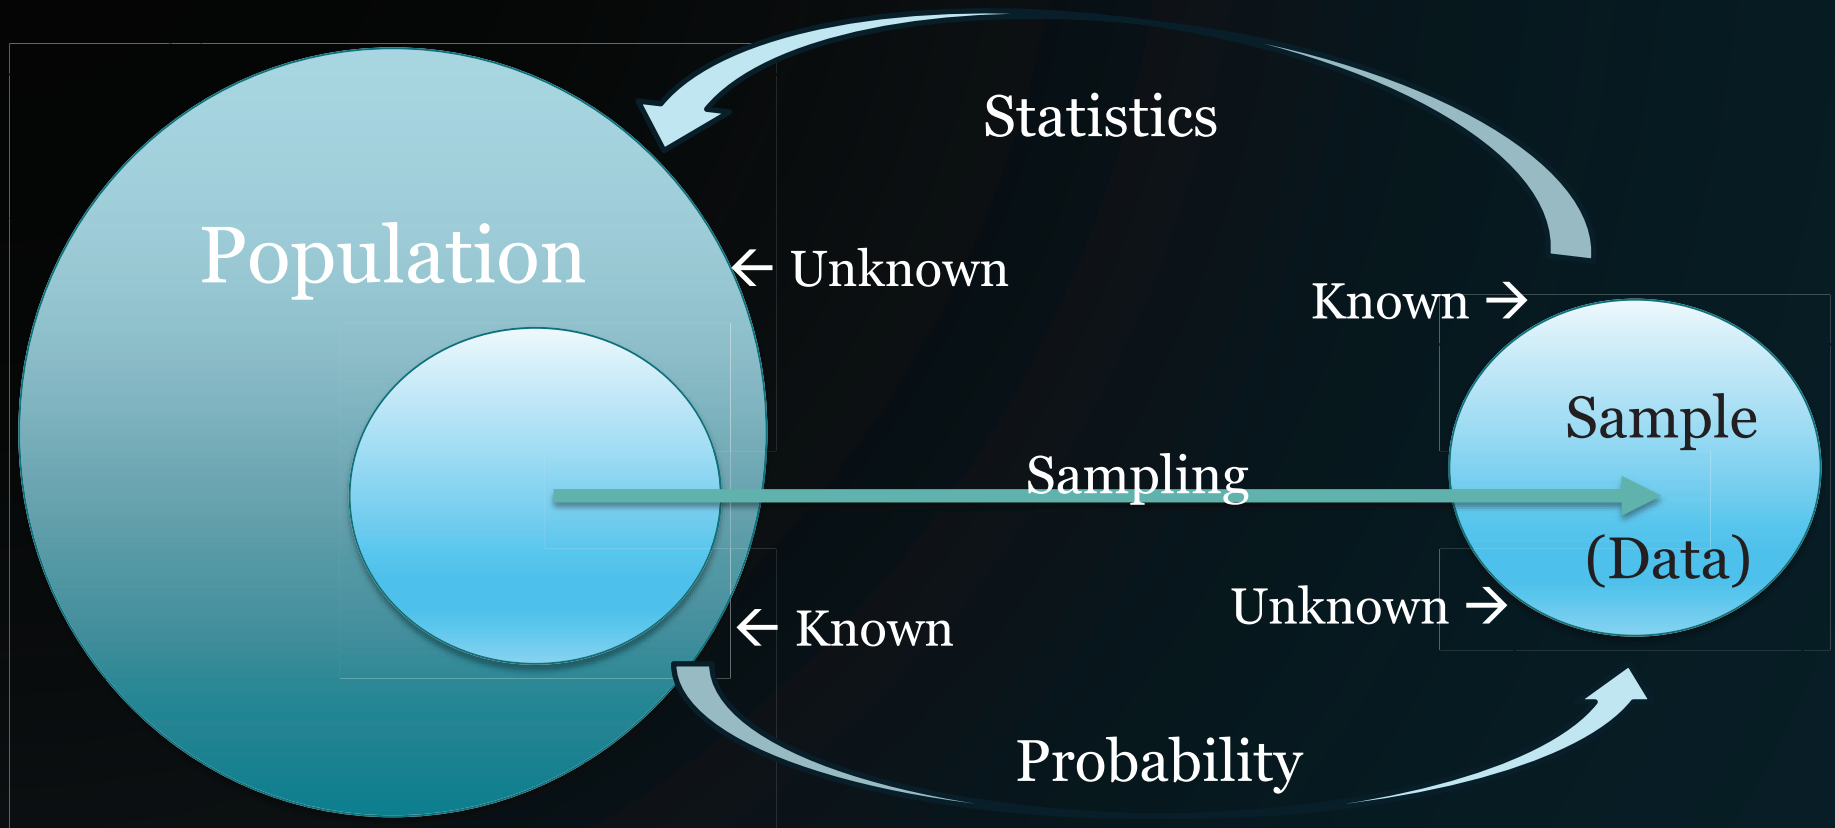 Statistics
Population
← Unknown
Known →
Sample
Sampling
(Data)
Unknown →
← Known
Probability